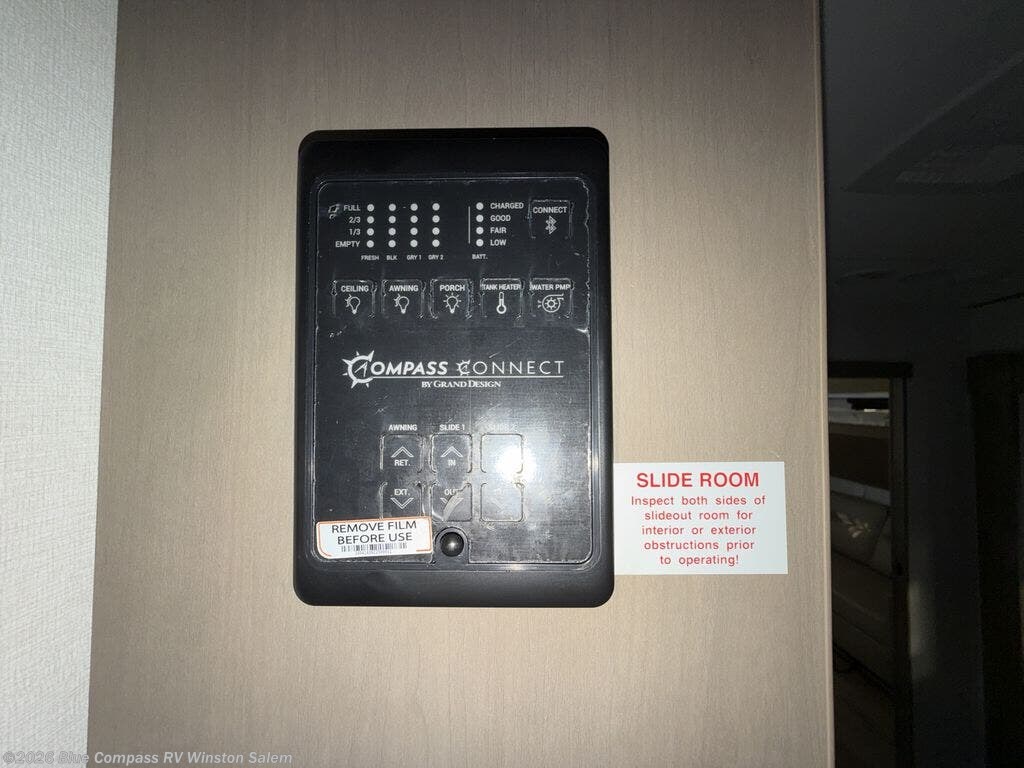 FULL
2/3
1/3
EMPTY
FRESH BLK GRY 1 GRY 2
CHARGED
GOOD
FAIR
LOW
BATT.
CONNECT
CEILING AWNING PORCH TANK HEATER WATER PMP
COMPASS CONNECT
BY GRAND DESIGN
AWNING SLIDE 1 SLIDE 2
RET. IN
EXT. OUT
REMOVE FILM
BEFORE USE
SLIDE ROOM
Inspect both sides of
slideout room for
interior or exterior
obstructions prior
to operating!
©2026 Blue Compass RV Winston Salem